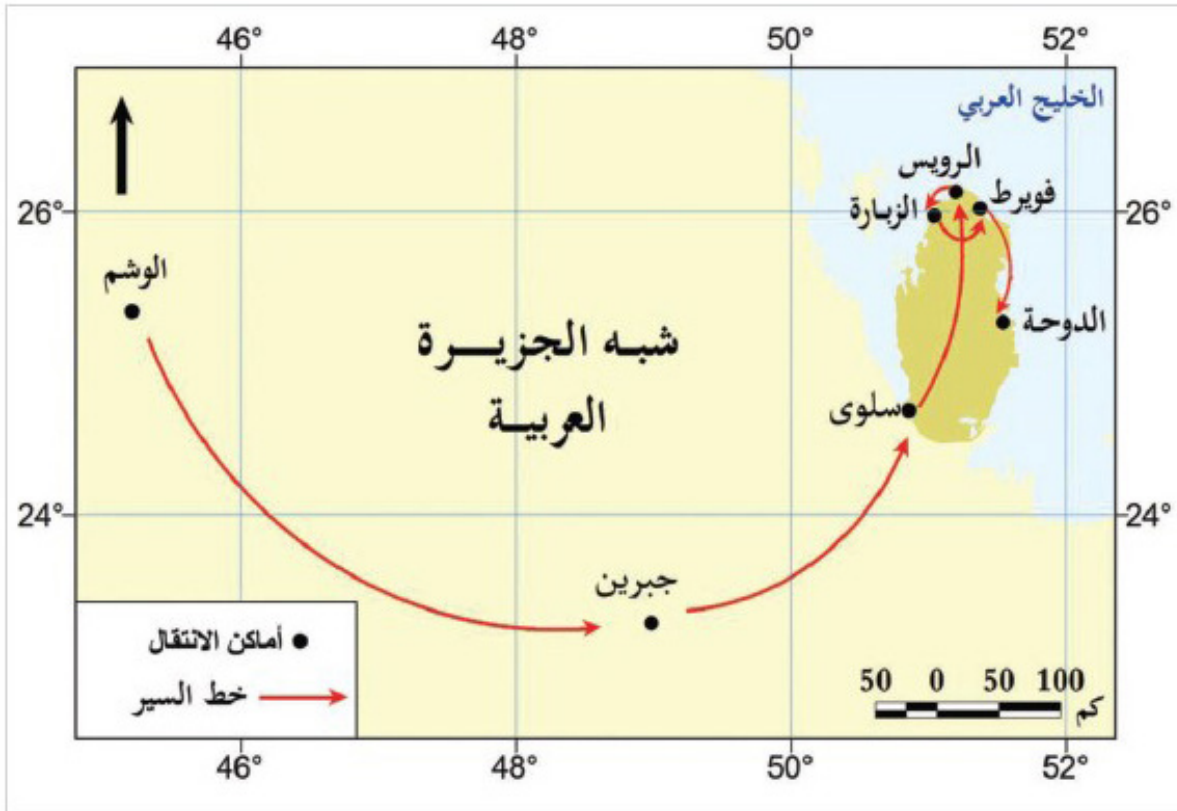 46°
48°
50°
52°
الخليج العربي
الرويس
فويرط
26°
الزبارة
26°
الوشم
الدوحة
شبه الجزيرة
العربية
سلوى
24°
24°
جبرين
أماكن الانتقال
خط السير
50 0 50 100
كم
46°
48°
50°
52°